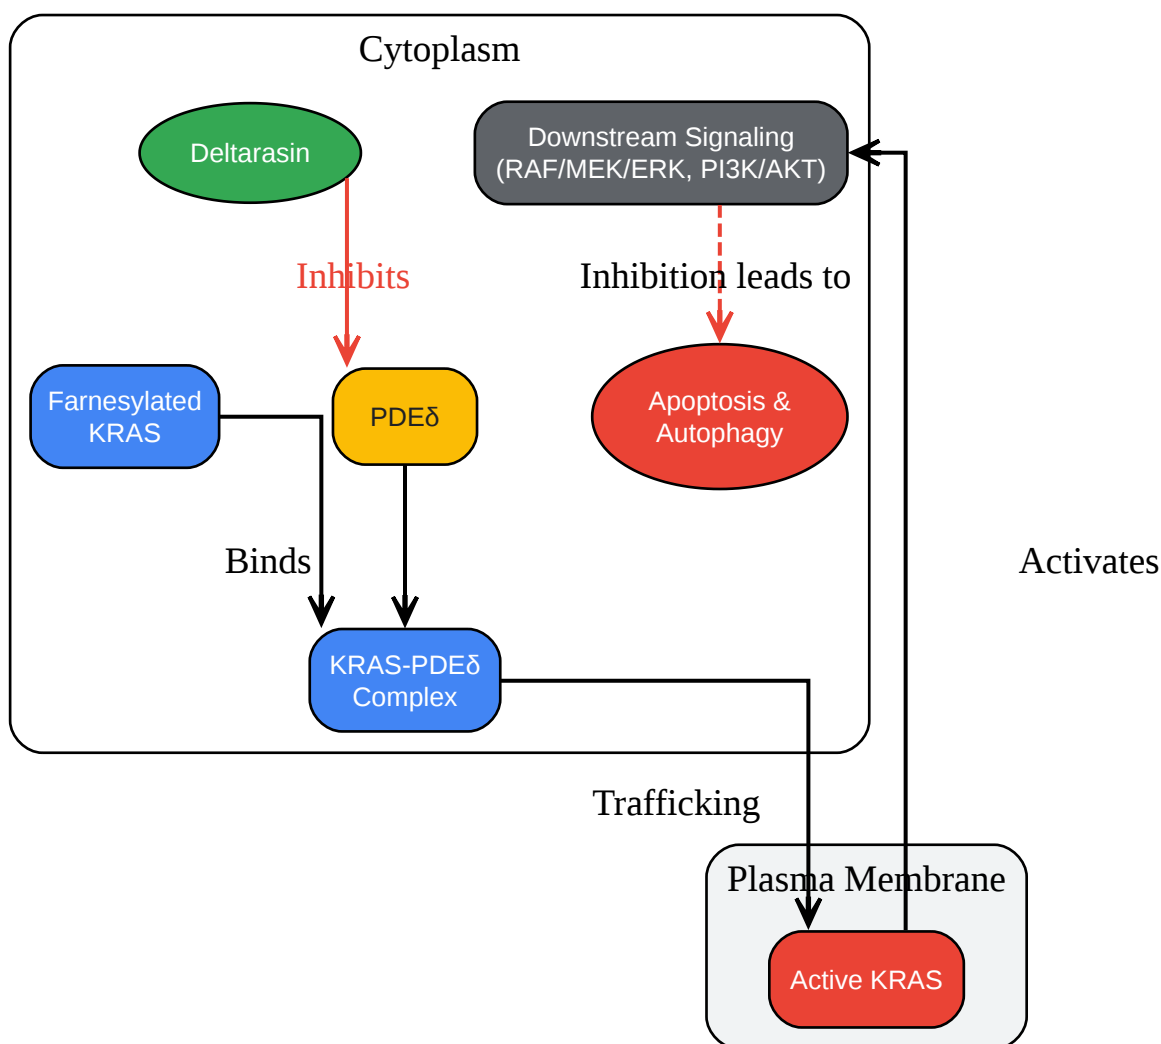 Cytoplasm
Deltarasin
Downstream Signaling
(RAF/MEK/ERK, PI3K/AKT)
Inhibits
Inhibition leads to
Farnesylated
KRAS
PDEδ
Apoptosis &
Autophagy
Binds
Activates
KRAS-PDEδ
Complex
Trafficking
Plasma Membrane
Active KRAS